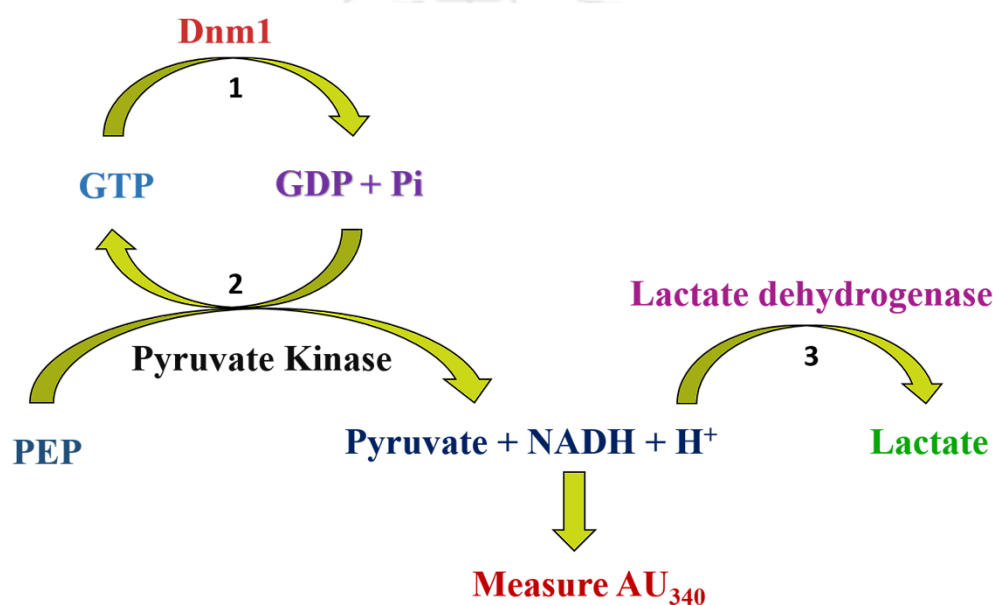 Dnm1
1
GTP
GDP + Pi
2
Lactate dehydrogenase
Pyruvate Kinase
3
PEP
Pyruvate + NADH + H⁺
Lactate
Measure AU₃₄₀